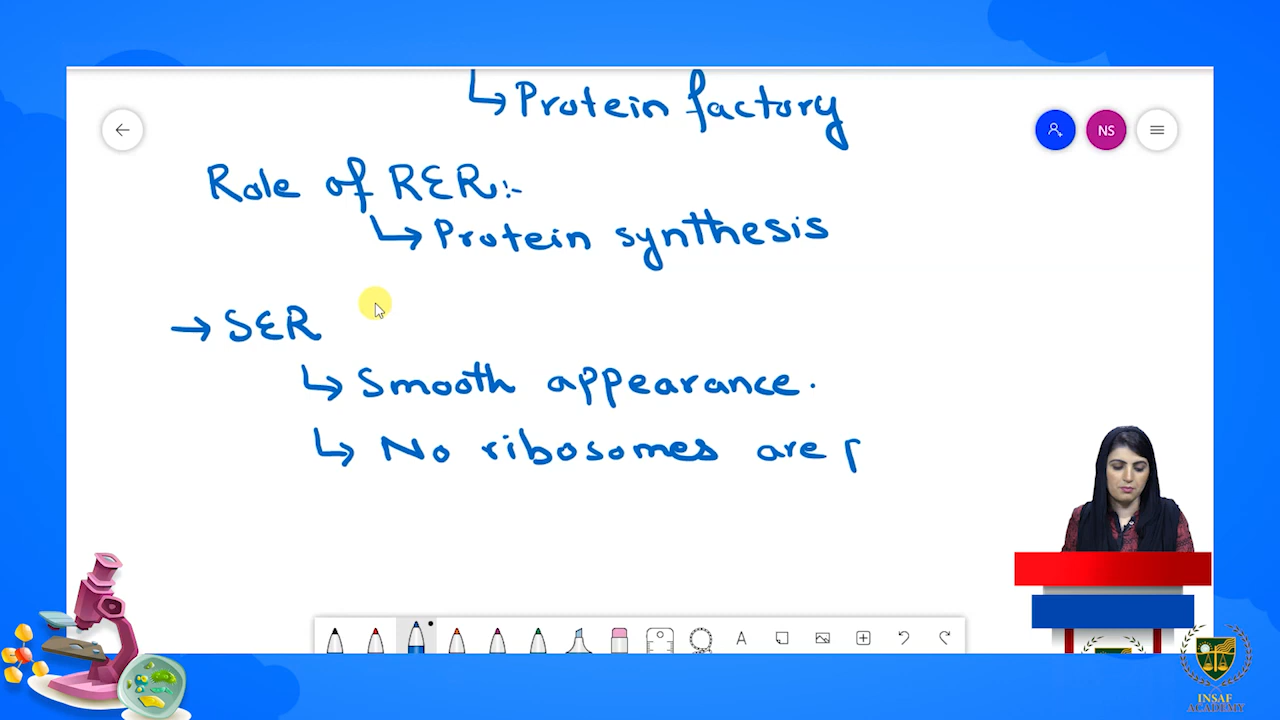 ↳ Protein factory
NS
Role of RER:-
↳ Protein synthesis
→ SER
↳ Smooth appearance.
↳ No ribosomes are p
A
INSAF
ACADEMY